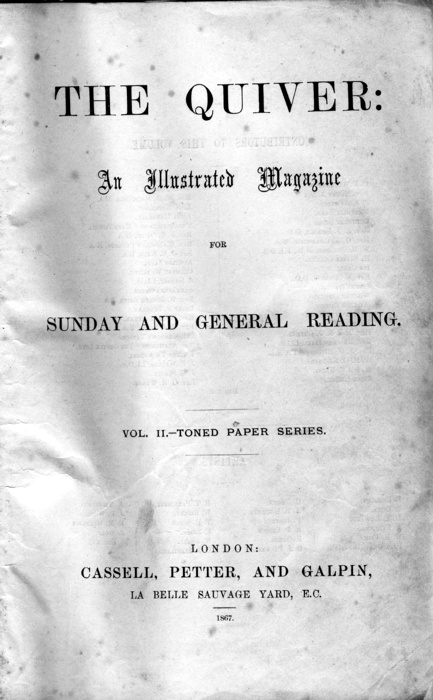 THE QUIVER:
An Illustrated Magazine
FOR
SUNDAY AND GENERAL READING.
VOL. II.—TONED PAPER SERIES.
LONDON:
CASSELL, PETTER, AND GALPIN,
LA BELLE SAUVAGE YARD, E.C.
1867.